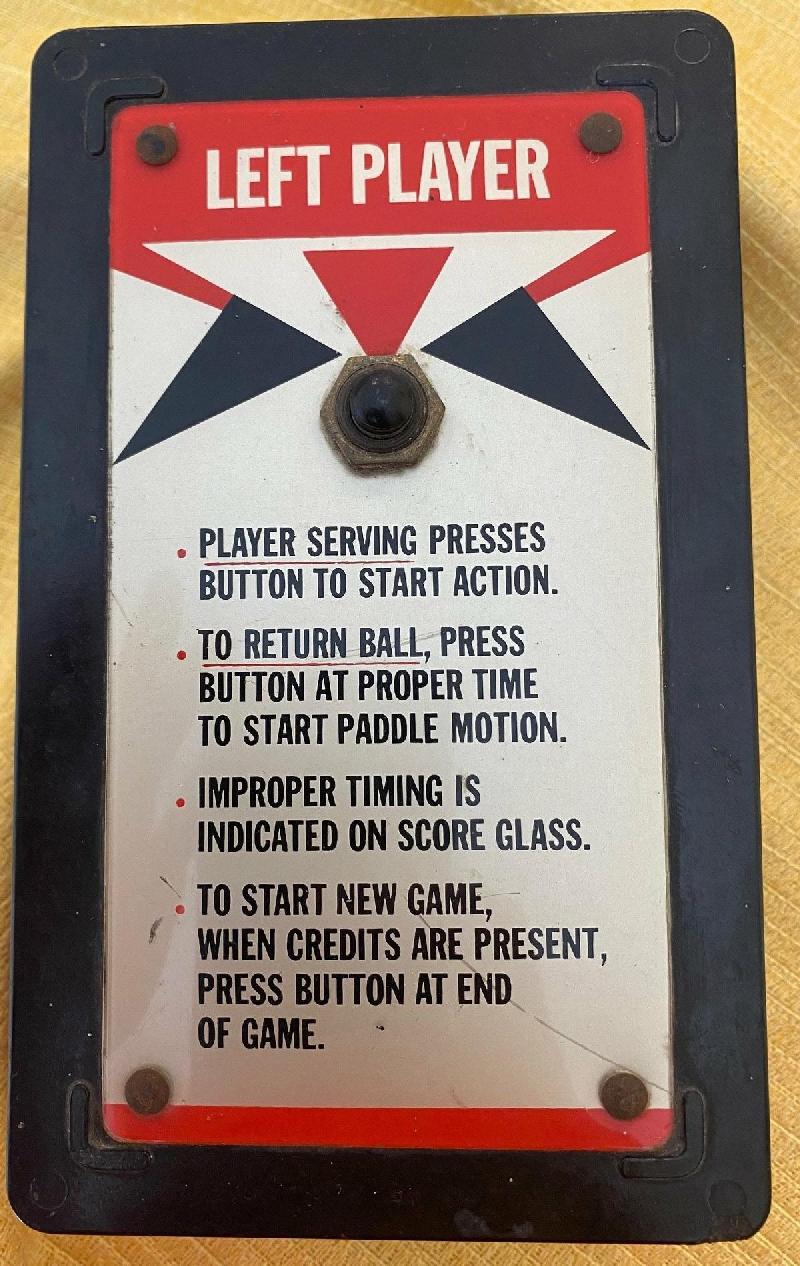 LEFT PLAYER
. PLAYER SERVING PRESSES
BUTTON TO START ACTION.
. TO RETURN BALL, PRESS
BUTTON AT PROPER TIME
TO START PADDLE MOTION.
. IMPROPER TIMING IS
INDICATED ON SCORE GLASS.
. TO START NEW GAME,
WHEN CREDITS ARE PRESENT,
PRESS BUTTON AT END
OF GAME.